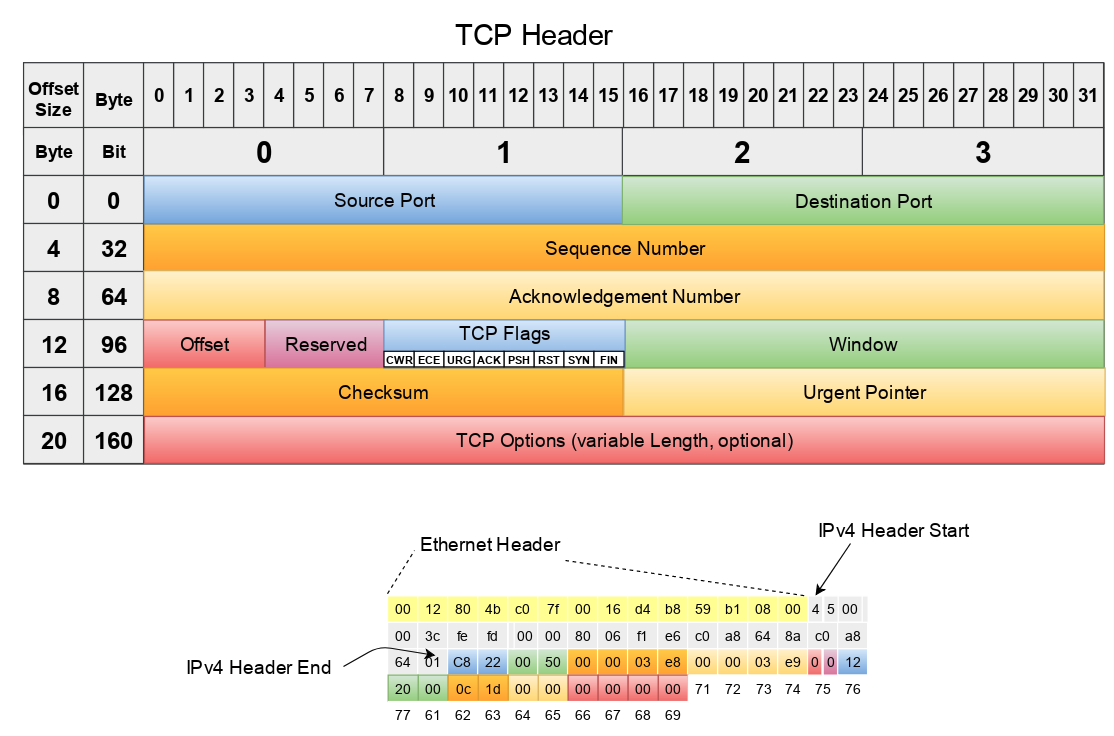 TCP Header
Offset Size Byte 0 1 2 3 4 5 6 7 8 9 10 11 12 13 14 15 16 17 18 19 20 21 22 23 24 25 26 27 28 29 30 31
Byte Bit 0 1 2 3
0 0 Source Port Destination Port
4 32 Sequence Number
8 64 Acknowledgement Number
12 96 Offset Reserved TCP Flags Window
CWR ECE URG ACK PSH RST SYN FIN
16 128 Checksum Urgent Pointer
20 160 TCP Options (variable Length, optional)
IPv4 Header Start
Ethernet Header
00 12 80 4b c0 7f 00 16 d4 b8 59 b1 08 00 4 5 00
00 3c fe fd 00 00 80 06 f1 e6 c0 a8 64 8a c0 a8
IPv4 Header End
64 01 C8 22 00 50 00 00 03 e8 00 00 03 e9 0 0 12
20 00 0c 1d 00 00 00 00 00 00 71 72 73 74 75 76
77 61 62 63 64 65 66 67 68 69